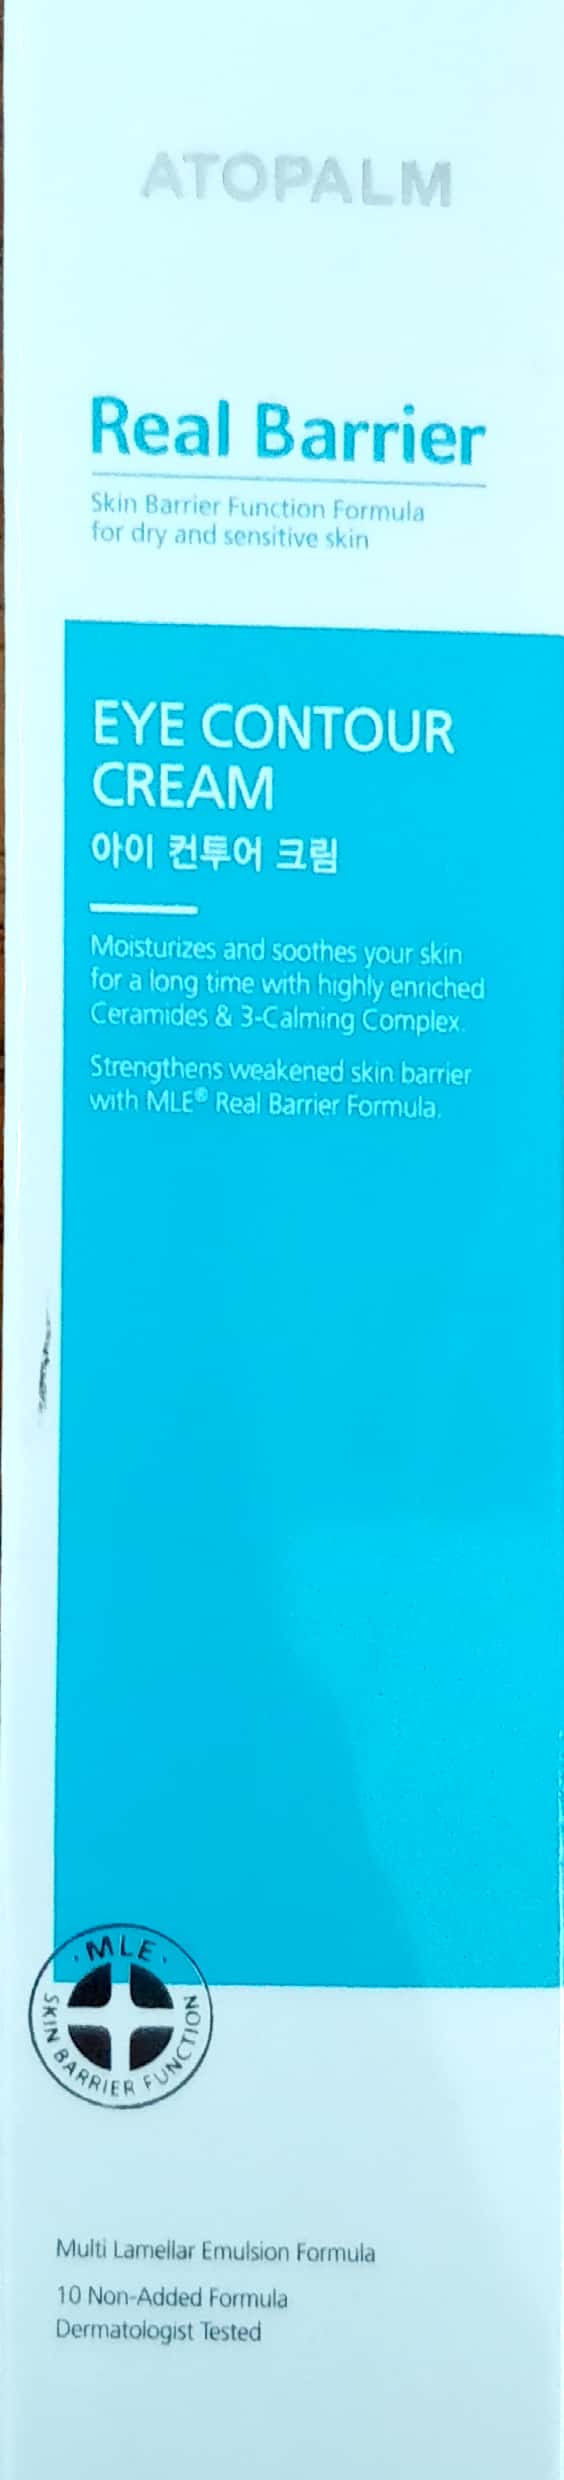 ATOPALM
Real Barrier
Skin Barrier Function Formula
for dry and sensitive skin
EYE CONTOUR
CREAM
아이 컨투어 크림
Moisturizes and soothes your skin
for a long time with highly enriched
Ceramides & 3-Calming Complex.
Strengthens weakened skin barrier
with MLE® Real Barrier Formula.
· MLE ·
SKIN BARRIER FUNCTION
Multi Lamellar Emulsion Formula
10 Non-Added Formula
Dermatologist Tested